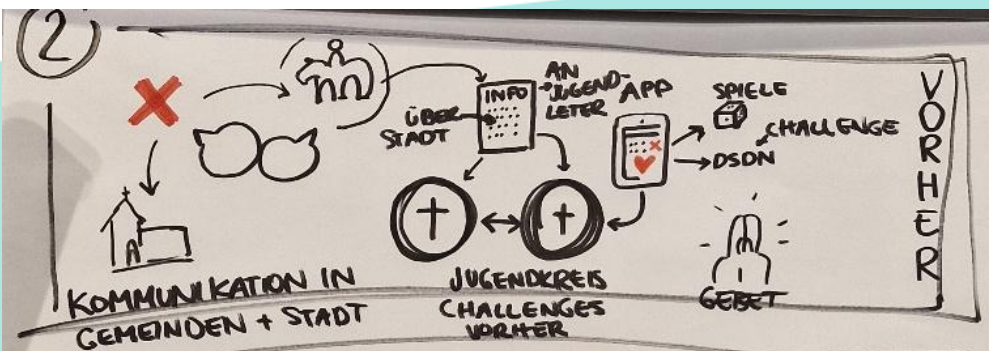 2
KOMMUNIKATION IN
GEMEINDEN + STADT
INFO
ÜBER
STADT
AN
JUGEND-
LEITER
JUGENDKREIS
CHALLENGES
VORHER
APP
SPIELE
CHALLENGE
DSDN
GEBET
VORHER